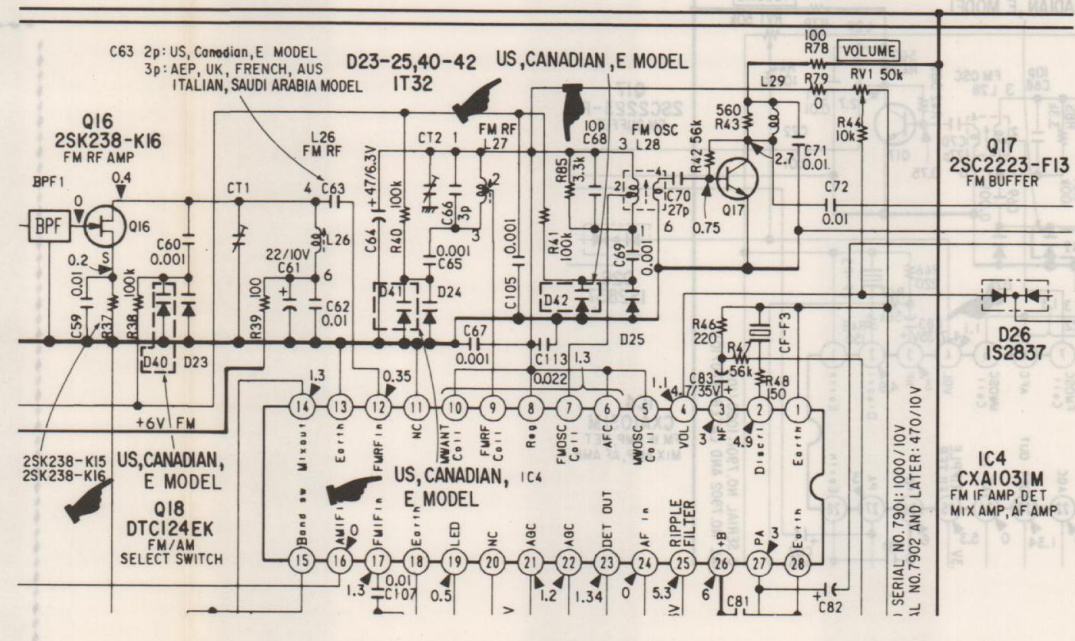 C63 2p: US, Canadian, E MODEL
3p: AEP, UK, FRENCH, AUS
ITALIAN, SAUDI ARABIA MODEL
D23-25,40-42
IT32
US, CANADIAN, E MODEL
100
R78
VOLUME
R79
0
RV1 50k
L29
560
R43
R44
10k
C71
0.01
2.7
Q17
2SC2223-F13
FM BUFFER
C72
0.01
Q16
2SK238-K16
FM RF AMP
BPF1
0
BPF
0.4
Q16
S
0.2
CT1
L26
FM RF
4
C63
L26
6
C60
0.001
22/10V
C61
C62
0.01
0.01
C59
R37
100k
R38
R39
100
D40
D23
C64
47/6.3V
100k
R40
CT2
1
FM RF
L27
2
3
C66
3p
0.001
C65
D41
D24
0.001
C105
R41
100k
R85
3.3k
10p
C68
FM OSC
3 L28
2
4
1
6
C70
27p
R42 56k
0.75
Q17
C69
0.001
D42
D25
C67
0.001
C113
0.022
1.3
R46
220
R47
56k
C83
4.7/35V
CF-F3
R48
150
D26
IS2837
+6V FM
2SK238-K15
2SK238-K16
US, CANADIAN,
E MODEL
Q18
DTC124EK
FM/AM
SELECT SWITCH
1.3
0.35
1.1
3
4.9
14
13
12
11
10
9
8
7
6
5
4
3
2
1
Mixout
Earth
FMRFin
NC
MWANT
Coil
FMRF
Coil
Reg
FMOSC
Coil
AFC
MWOSC
Coil
VOL
NF
Discri
Earth
US, CANADIAN,
E MODEL
IC4
IC4
CXA1031M
FM IF AMP, DET
MIX AMP, AF AMP
Band sw
AMIFin
FMIFin
Earth
LED
NC
AGC
AGC
DET OUT
AF in
RIPPLE
FILTER
+B
PA
Earth
15
16
17
18
19
20
21
22
23
24
25
26
27
28
0
1.3
0.01
C107
0.5
1.2
1.34
0
5.3
6
3
C81
C82
SERIAL NO. 7901: 1000/10V
AL NO. 7902 AND LATER: 470/10V